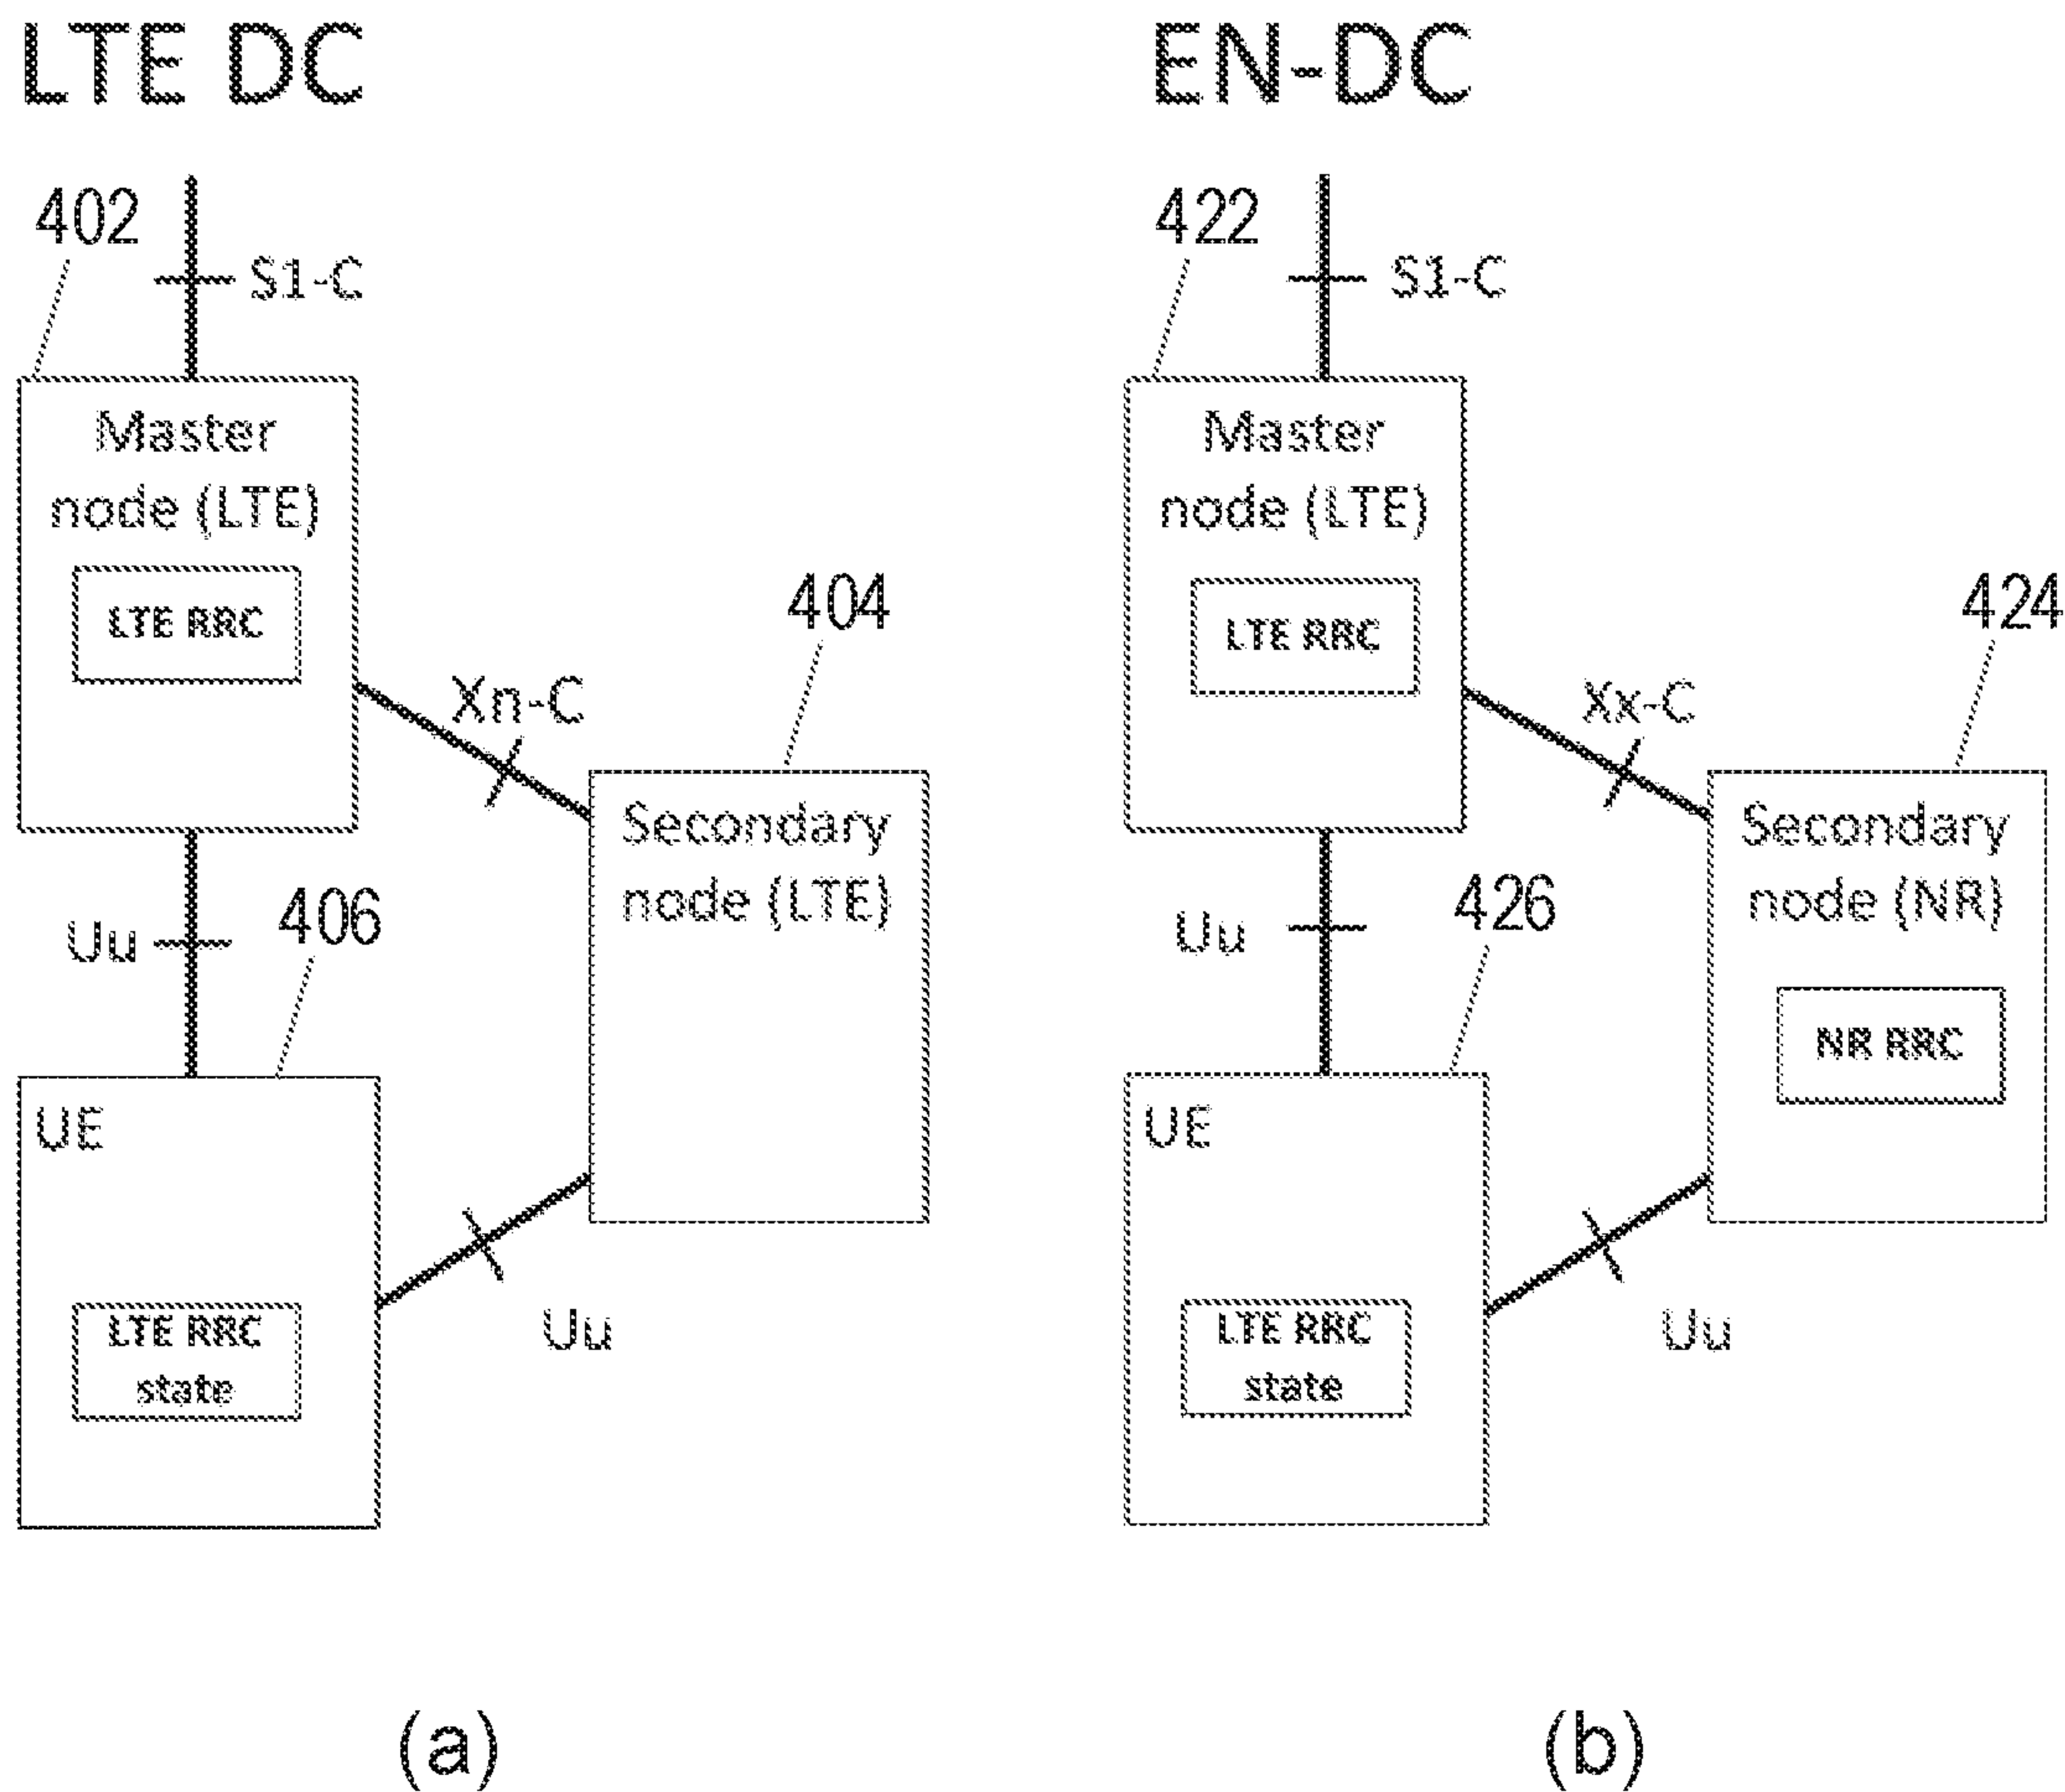 LTE DC
402
S1-C
Master
node (LTE)
LTE RRC
404
Xn-C
Secondary
node (LTE)
Uu
406
UE
LTE RRC
state
Uu
(a)
EN-DC
422
S1-C
Master
node (LTE)
LTE RRC
424
Xx-C
Secondary
node (NR)
NR RRC
Uu
426
UE
LTE RRC
state
Uu
(b)